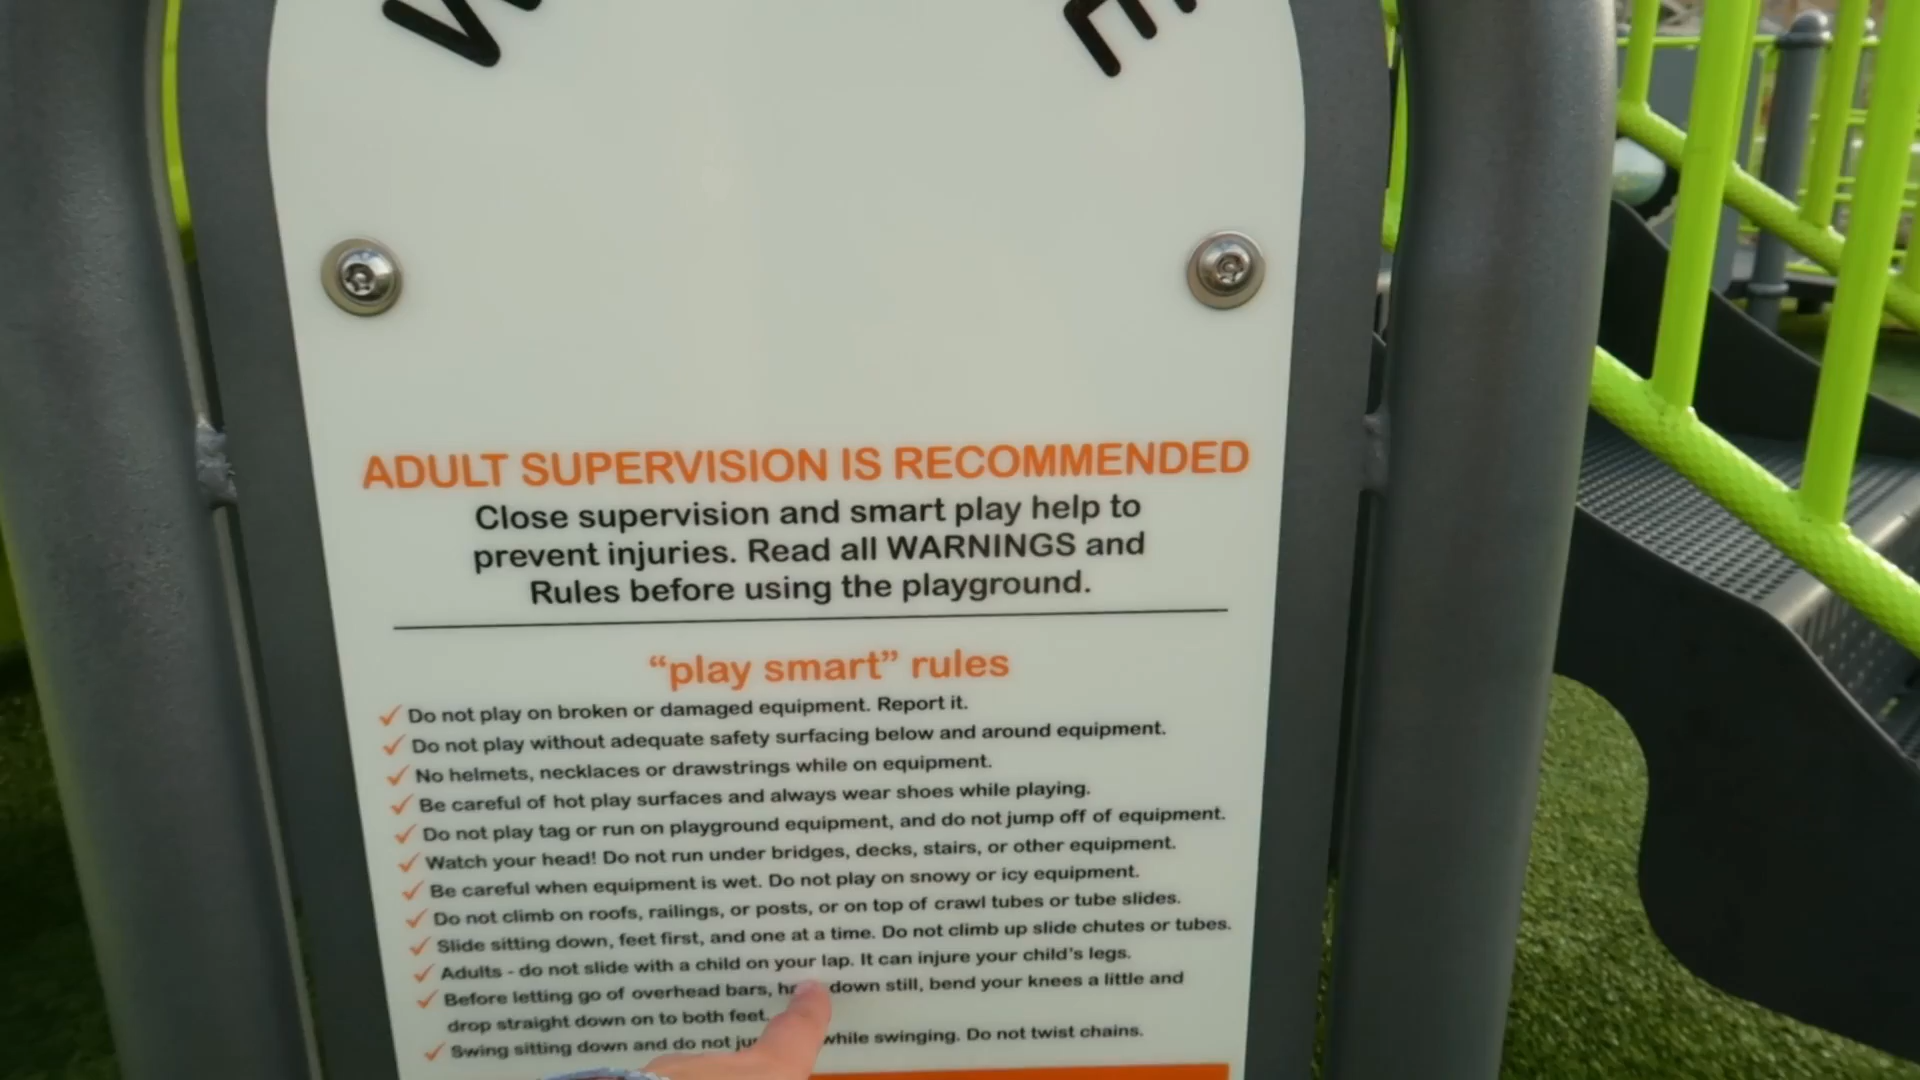 ADULT SUPERVISION IS RECOMMENDED
Close supervision and smart play help to
prevent injuries. Read all WARNINGS and
Rules before using the playground.
“play smart” rules
✓ Do not play on broken or damaged equipment. Report it.
✓ Do not play without adequate safety surfacing below and around equipment.
✓ No helmets, necklaces or drawstrings while on equipment.
✓ Be careful of hot play surfaces and always wear shoes while playing.
✓ Do not play tag or run on playground equipment, and do not jump off of equipment.
✓ Watch your head! Do not run under bridges, decks, stairs, or other equipment.
✓ Be careful when equipment is wet. Do not play on snowy or icy equipment.
✓ Do not climb on roofs, railings, or posts, or on top of crawl tubes or tube slides.
✓ Slide sitting down, feet first, and one at a time. Do not climb up slide chutes or tubes.
✓ Adults - do not slide with a child on your lap. It can injure your child's legs.
✓ Before letting go of overhead bars, down still, bend your knees a little and
drop straight down on to both feet.
✓ Swing sitting down and do not while swinging. Do not twist chains.